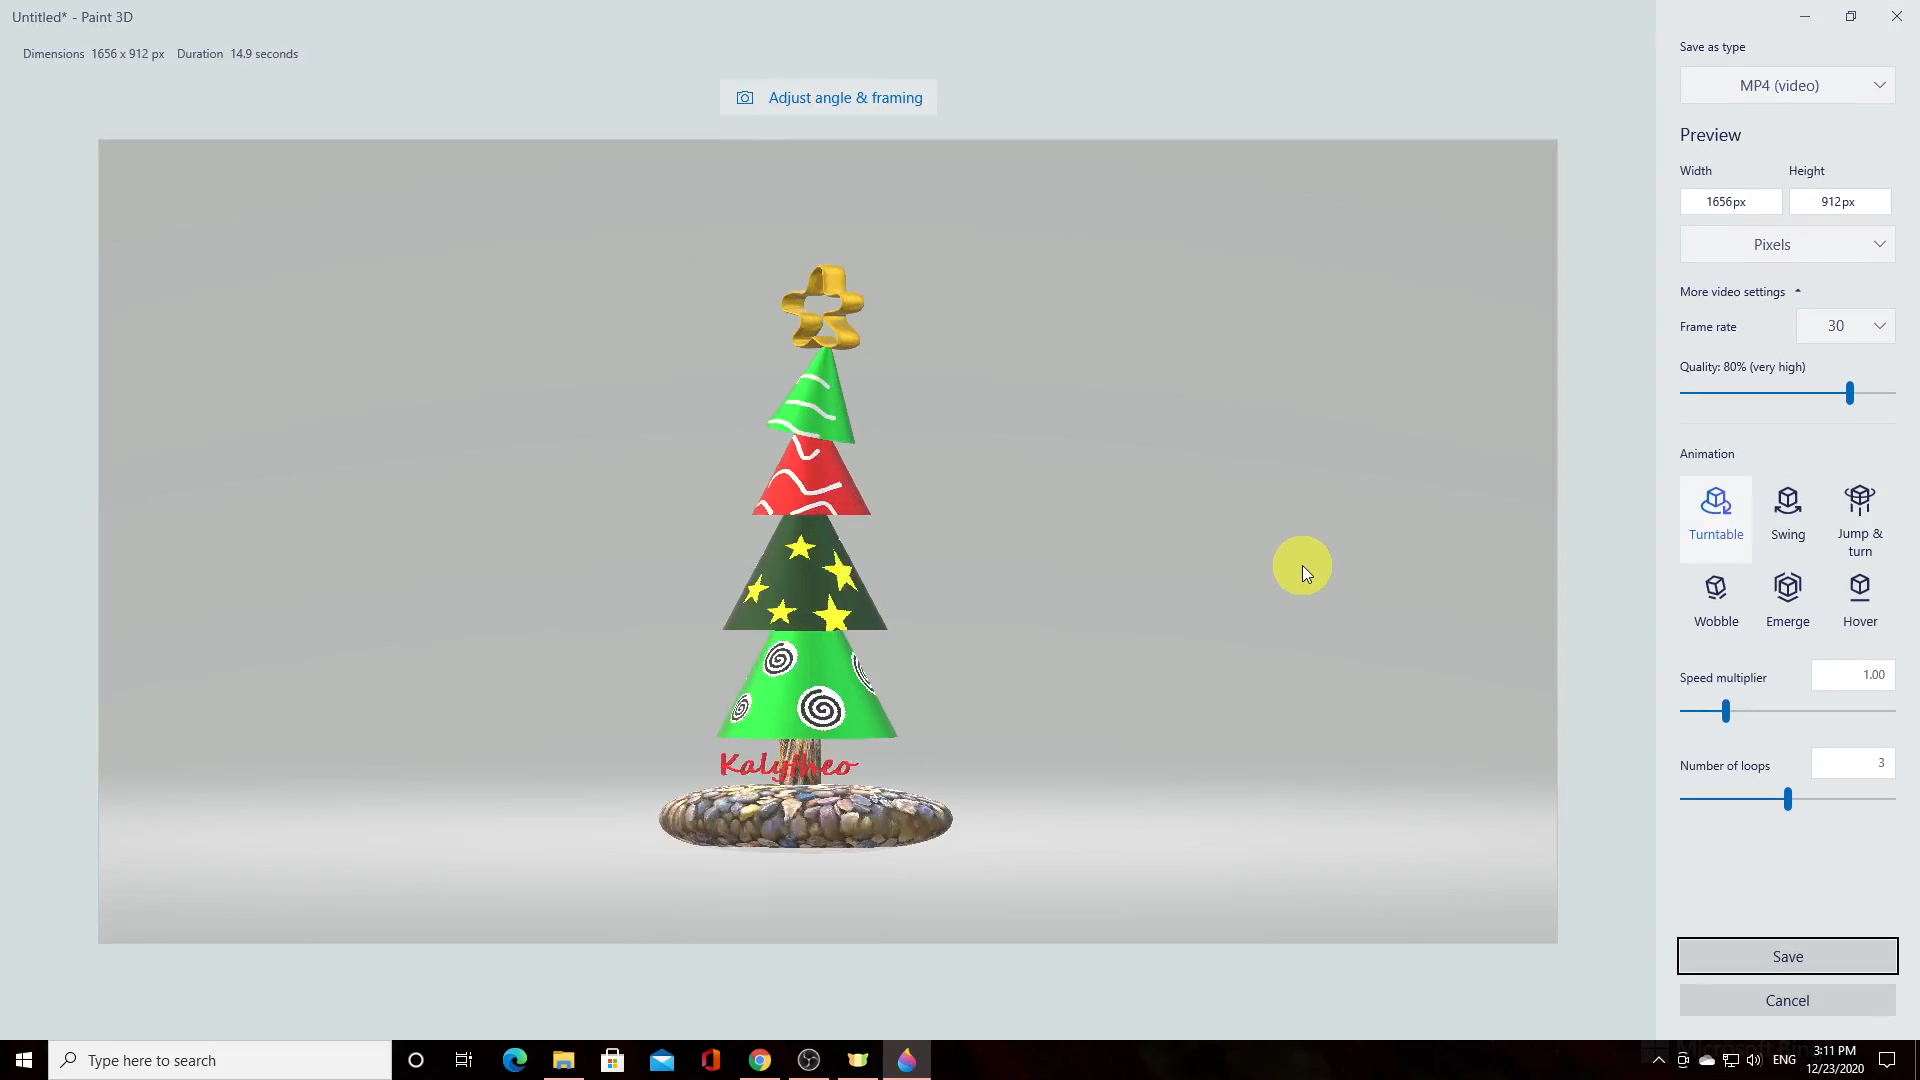 Untitled* - Paint 3D
Dimensions 1656 x 912 px Duration 14.9 seconds
Adjust angle & framing
Kalytheo
Save as type
MP4 (video)
Preview
Width Height
1656px 912px
Pixels
More video settings
Frame rate 30
Quality: 80% (very high)
Animation
Turntable Swing Jump & turn
Wobble Emerge Hover
Speed multiplier 1.00
Number of loops 3
Save
Cancel
Microsoft Bing
Type here to search
ENG
3:11 PM
12/23/2020